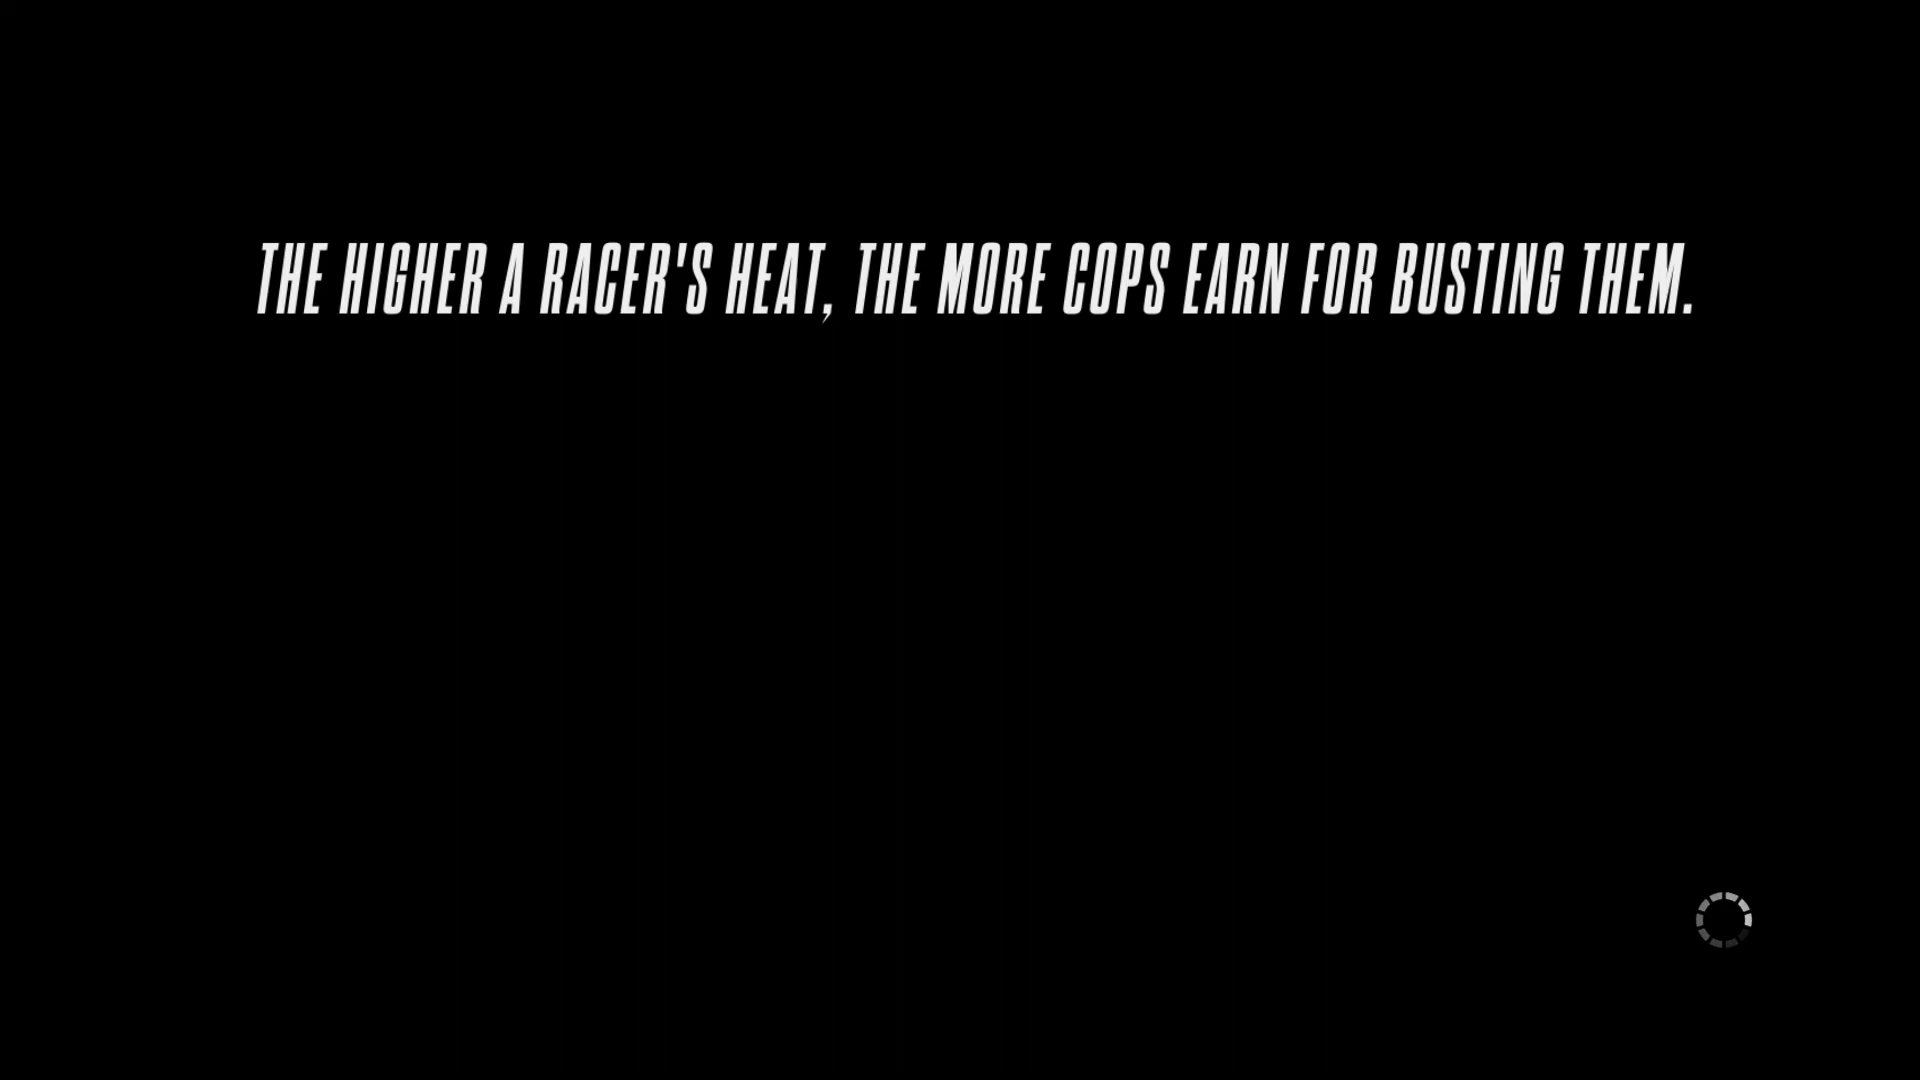 THE HIGHER A RACER'S HEAT, THE MORE COPS EARN FOR BUSTING THEM.